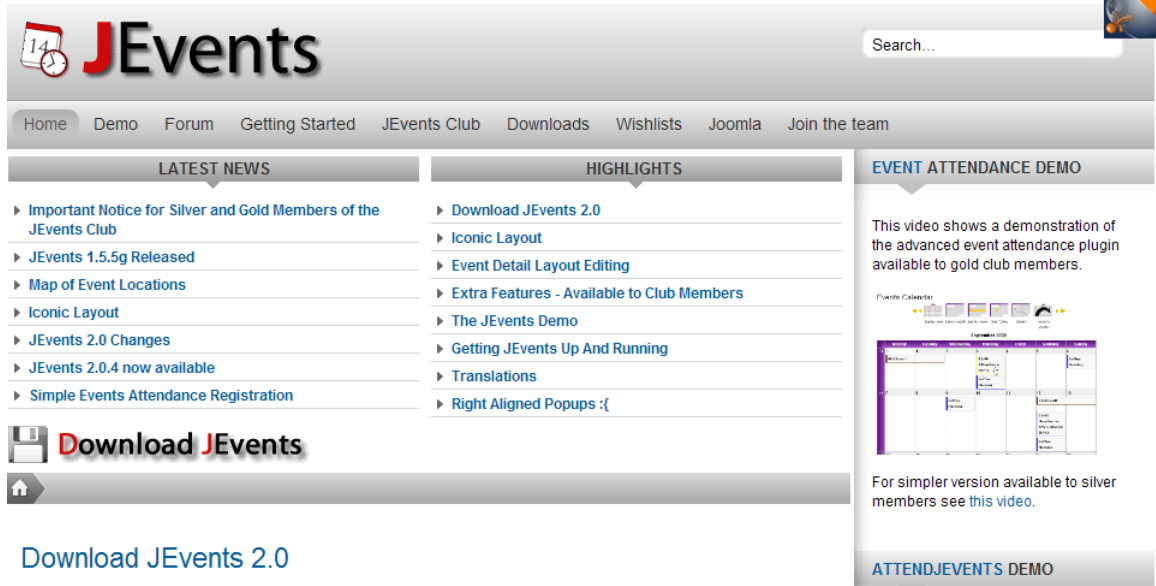 14
JEvents
Search...
Home Demo Forum Getting Started JEvents Club Downloads Wishlists Joomla Join the team
LATEST NEWS
Important Notice for Silver and Gold Members of the
JEvents Club
JEvents 1.5.5g Released
Map of Event Locations
Iconic Layout
JEvents 2.0 Changes
JEvents 2.0.4 now available
Simple Events Attendance Registration
HIGHLIGHTS
Download JEvents 2.0
Iconic Layout
Event Detail Layout Editing
Extra Features - Available to Club Members
The JEvents Demo
Getting JEvents Up And Running
Translations
Right Aligned Popups :{
Download JEvents
Download JEvents 2.0
EVENT ATTENDANCE DEMO
This video shows a demonstration of
the advanced event attendance plugin
available to gold club members.
Events Calendar
September 2009
For simpler version available to silver
members see this video.
ATTENDJEVENTS DEMO